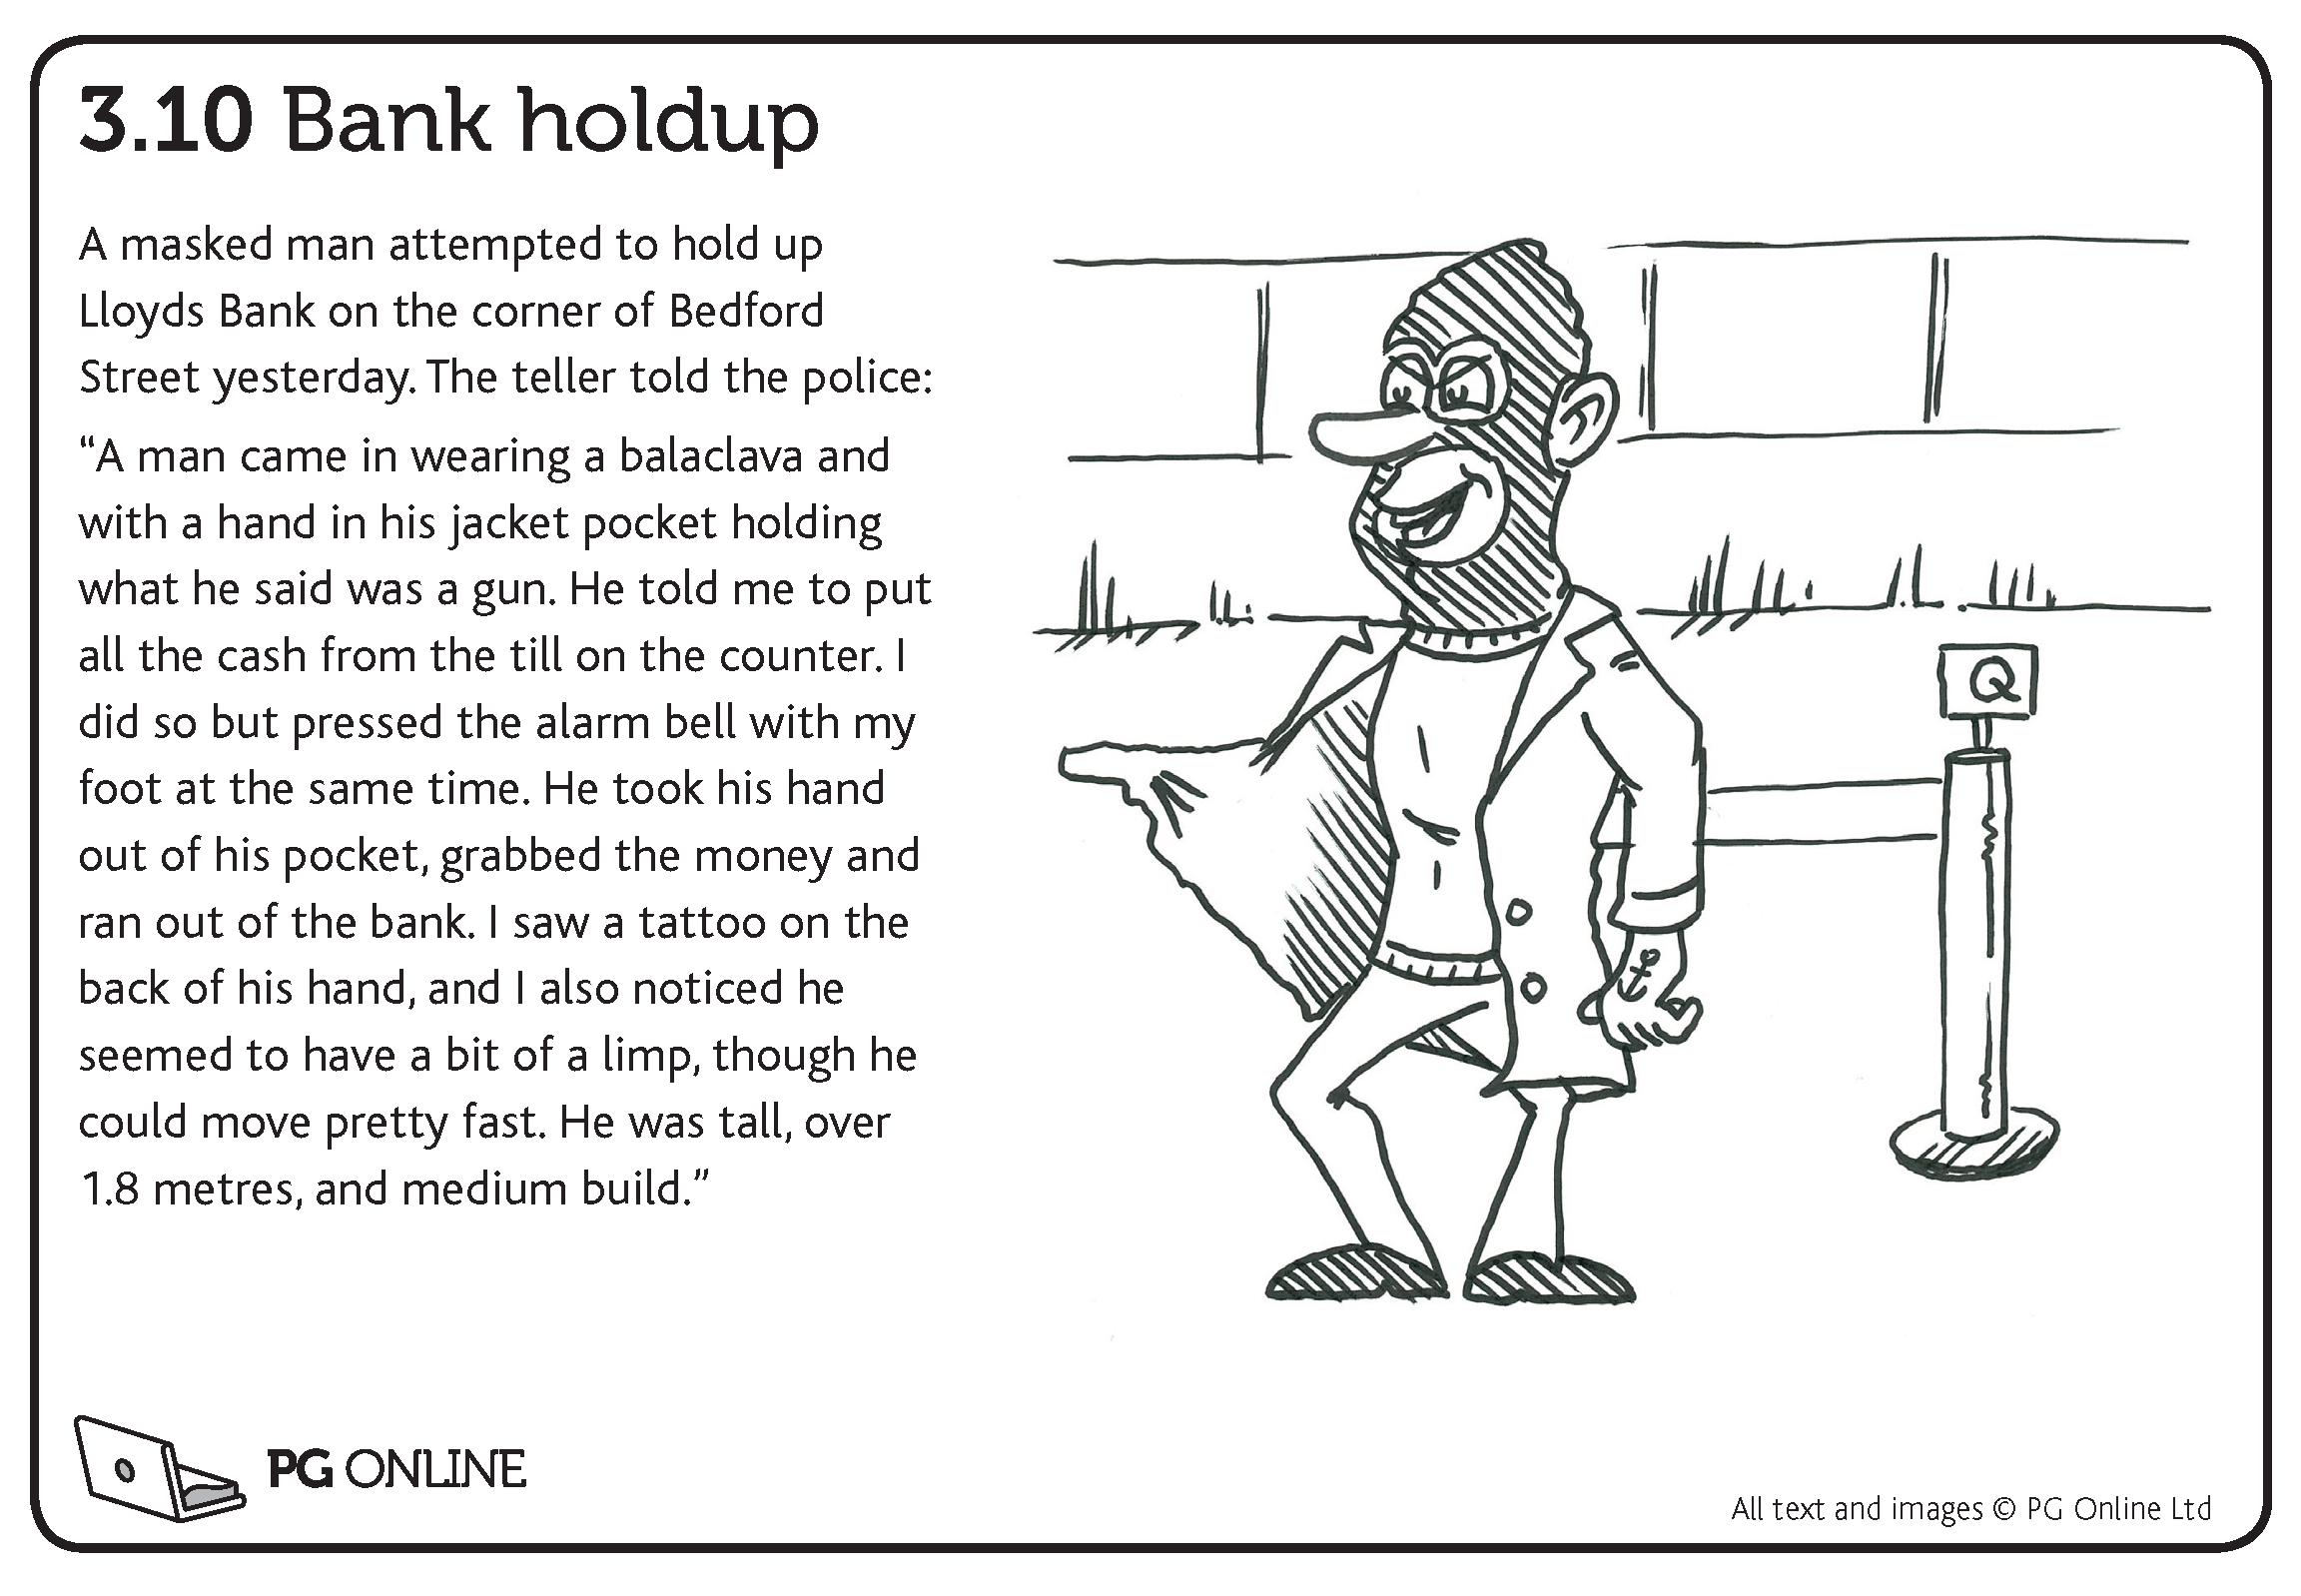 3.10 Bank holdup
A masked man attempted to hold up
Lloyds Bank on the corner of Bedford
Street yesterday. The teller told the police:
“A man came in wearing a balaclava and
with a hand in his jacket pocket holding
what he said was a gun. He told me to put
all the cash from the till on the counter. I
did so but pressed the alarm bell with my
foot at the same time. He took his hand
out of his pocket, grabbed the money and
ran out of the bank. I saw a tattoo on the
back of his hand, and I also noticed he
seemed to have a bit of a limp, though he
could move pretty fast. He was tall, over
1.8 metres, and medium build.”
Q
PG ONLINE
All text and images © PG Online Ltd